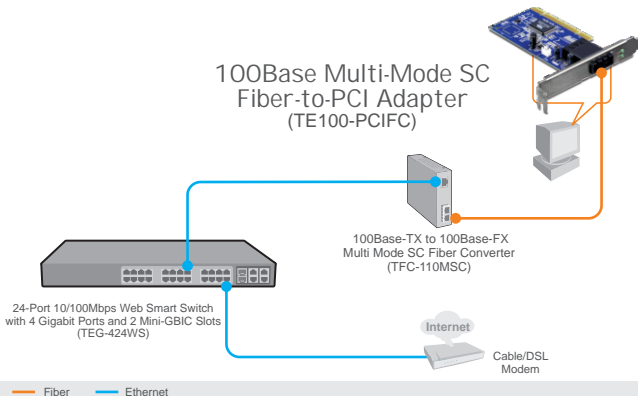 100Base Multi-Mode SC
Fiber-to-PCI Adapter
(TE100-PCIFC)
100Base-TX to 100Base-FX
Multi Mode SC Fiber Converter
(TFC-110MSC)
24-Port 10/100Mbps Web Smart Switch
with 4 Gigabit Ports and 2 Mini-GBIC Slots
(TEG-424WS)
Internet
Cable/DSL
Modem
Fiber
Ethernet